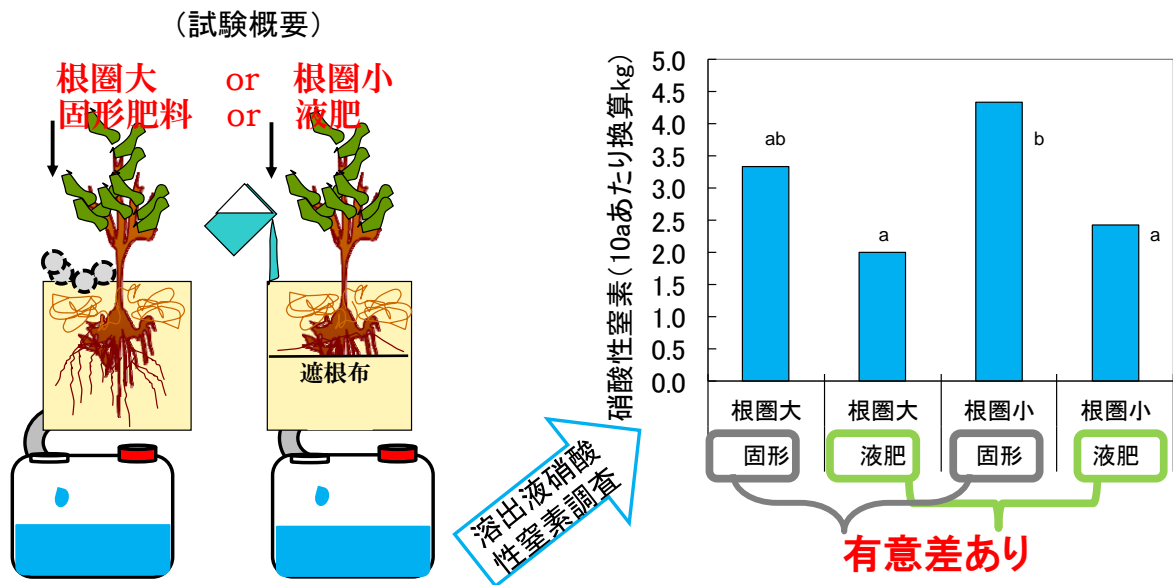 （試験概要）
根圏大 or 根圏小
固形肥料 or 液肥
遮根布
溶出液硝酸
性窒素調査
硝酸性窒素（10aあたり換算kg）
5.0
4.5
4.0
3.5
3.0
2.5
2.0
1.5
1.0
0.5
0.0
ab
a
b
a
根圏大 根圏大 根圏小 根圏小
固形 液肥 固形 液肥
有意差あり